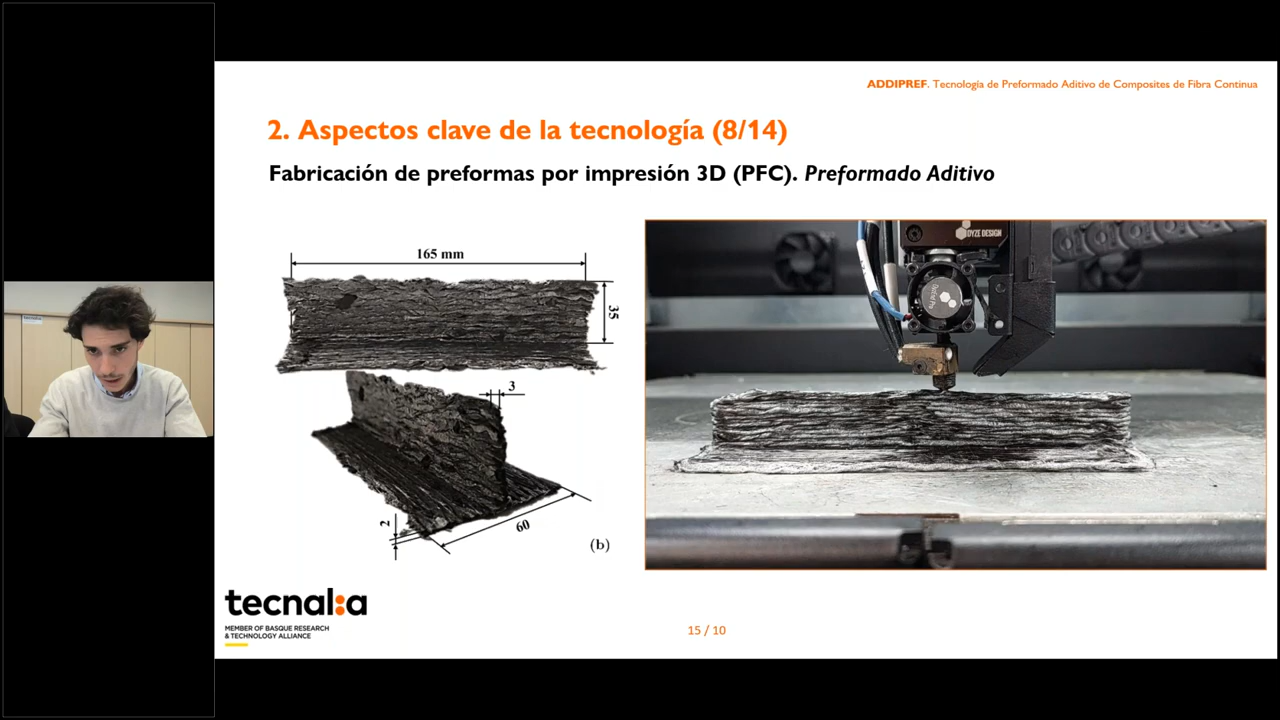 ADDIPREF. Tecnología de Preformado Aditivo de Composites de Fibra Continua
2. Aspectos clave de la tecnología (8/14)
Fabricación de preformas por impresión 3D (PFC). Preformado Aditivo
165 mm
35
3
2
60
(b)
DYZE DESIGN
tecnal:a
MEMBER OF BASQUE RESEARCH
& TECHNOLOGY ALLIANCE
15 / 10